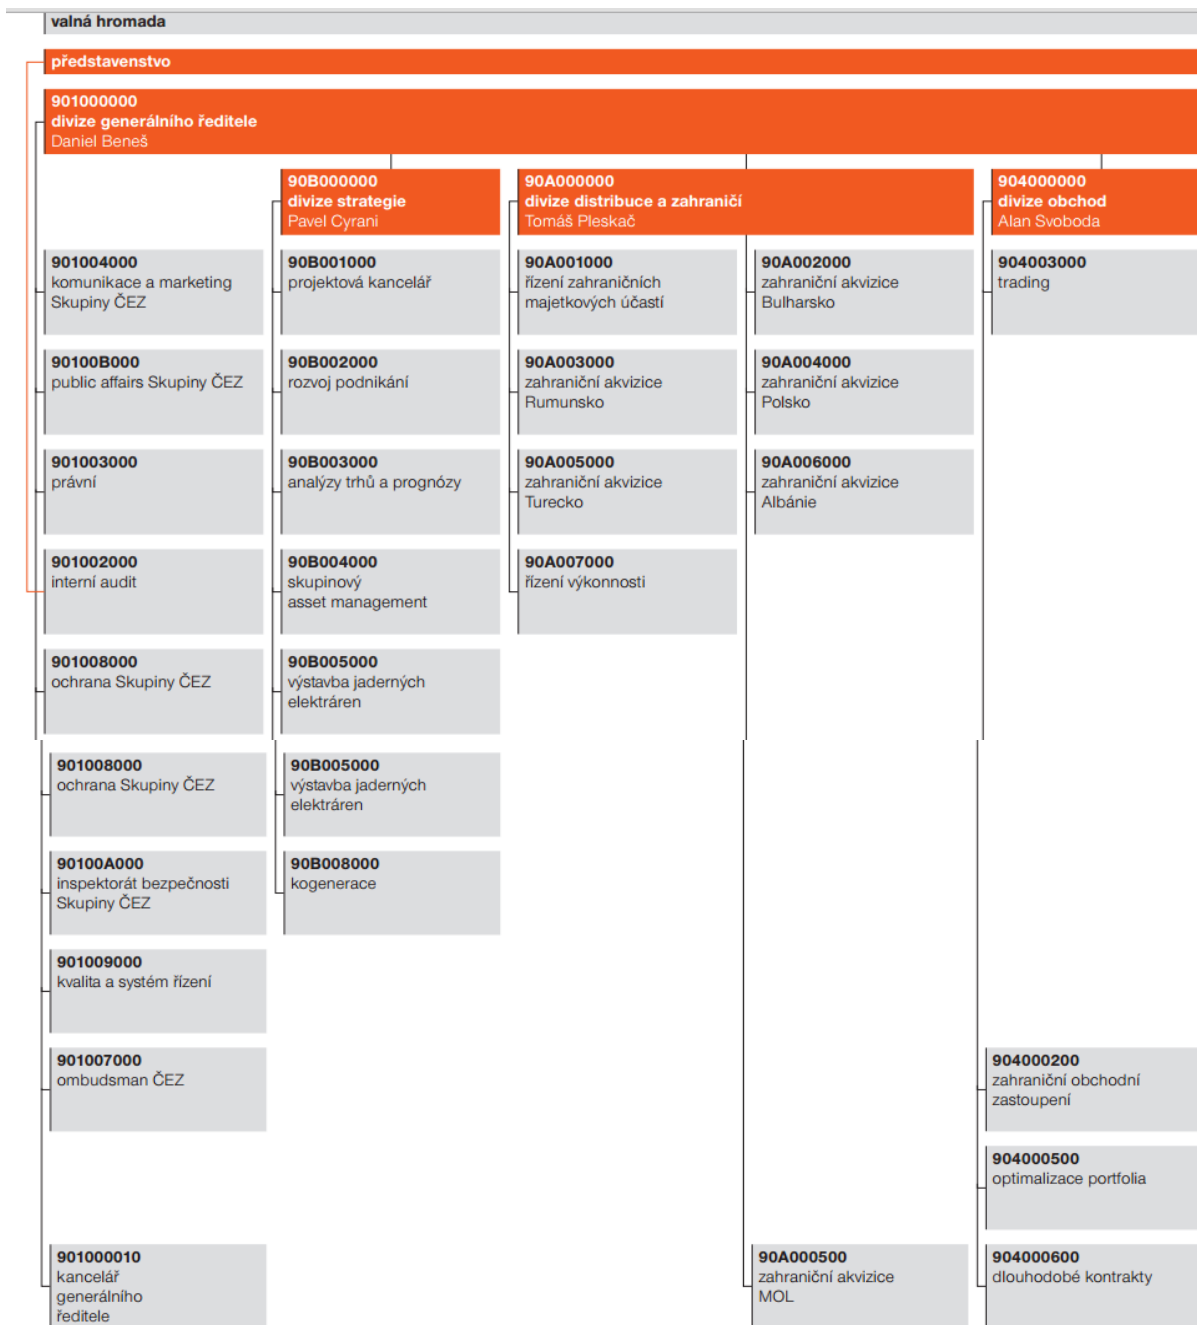 valná hromada
představenstvo
901000000
divize generálního ředitele
Daniel Beneš
90B000000
divize strategie
Pavel Cyrani
90A000000
divize distribuce a zahraničí
Tomáš Pleskač
904000000
divize obchod
Alan Svoboda
901004000
komunikace a marketing
Skupiny ČEZ
90B001000
projektová kancelář
90A001000
řízení zahraničních
majetkových účastí
90A002000
zahraniční akvizice
Bulharsko
904003000
trading
90100B000
public affairs Skupiny ČEZ
90B002000
rozvoj podnikání
90A003000
zahraniční akvizice
Rumunsko
90A004000
zahraniční akvizice
Polsko
901003000
právní
90B003000
analýzy trhů a prognózy
90A005000
zahraniční akvizice
Turecko
90A006000
zahraniční akvizice
Albánie
901002000
interní audit
90B004000
skupinový
asset management
90A007000
řízení výkonnosti
901008000
ochrana Skupiny ČEZ
90B005000
výstavba jaderných
elektráren
901008000
ochrana Skupiny ČEZ
90B005000
výstavba jaderných
elektráren
90100A000
inspektorát bezpečnosti
Skupiny ČEZ
90B008000
kogenerace
901009000
kvalita a systém řízení
901007000
ombudsman ČEZ
904000200
zahraniční obchodní
zastoupení
904000500
optimalizace portfolia
901000010
kancelář
generálního
ředitele
90A000500
zahraniční akvizice
MOL
904000600
dlouhodobé kontrakty